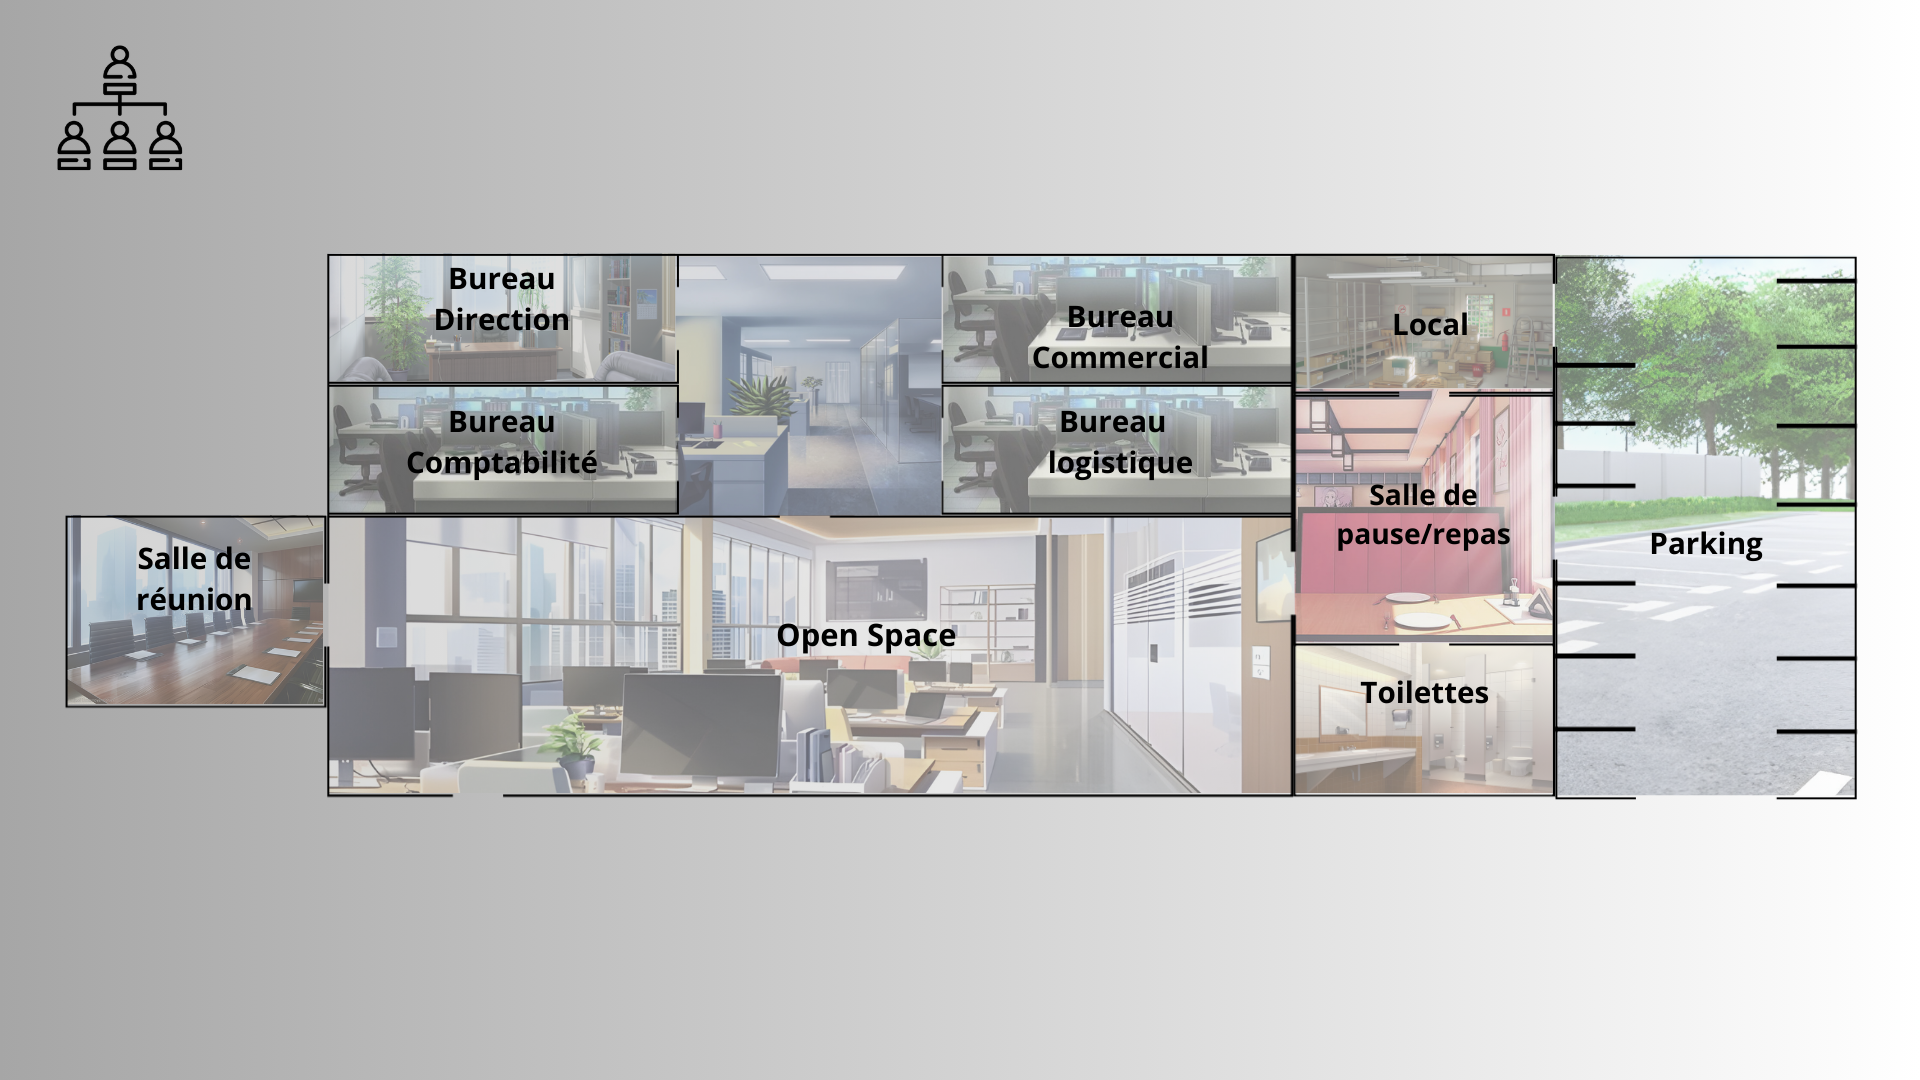 Bureau
Direction
Bureau
Commercial
Local
Bureau
Comptabilité
Bureau
logistique
Salle de
pause/repas
Salle de
réunion
Parking
Open Space
Toilettes